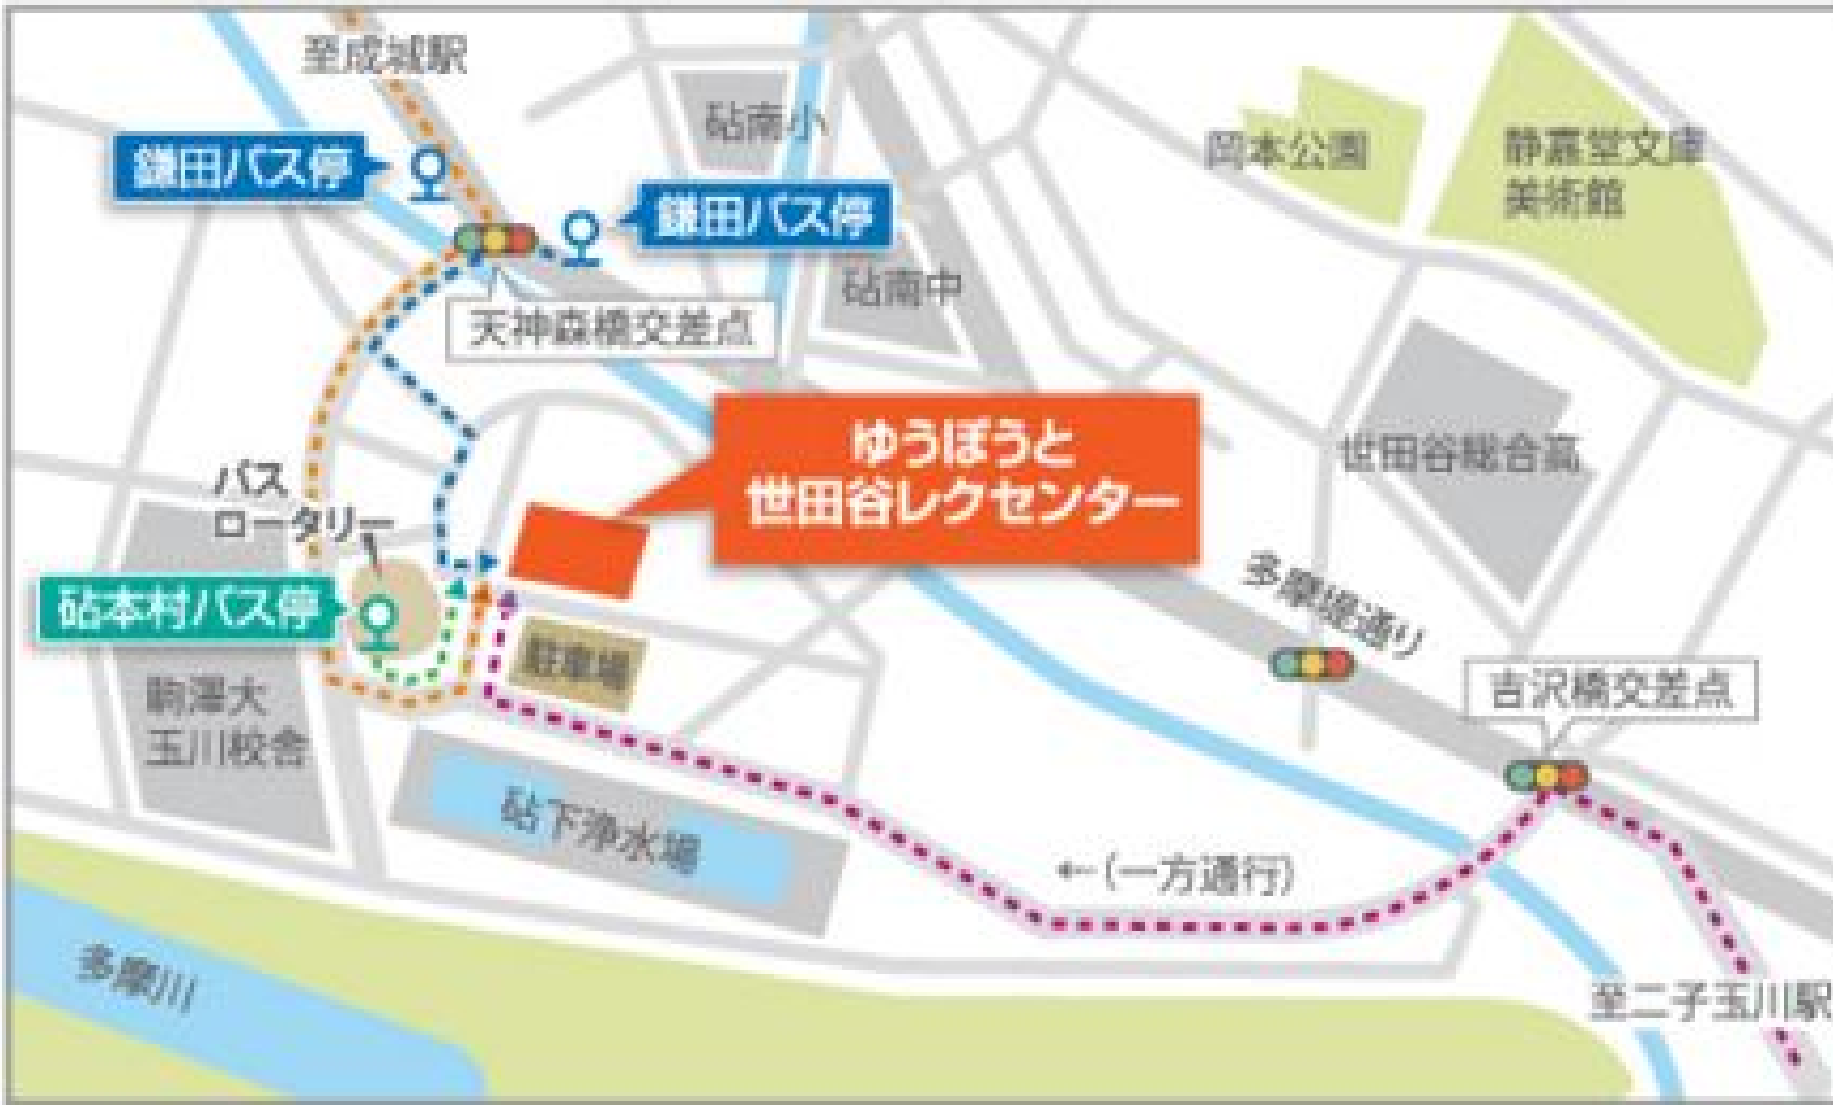 至成城駅
砧南小
鎌田バス停
鎌田バス停
岡本公園
静嘉堂文庫
美術館
砧南中
天神森橋交差点
ゆうぽうと
世田谷レクセンター
世田谷総合高
バス
ロータリー
砧本村バス停
多摩堤通り
駐車場
吉沢橋交差点
駒澤大
玉川校舎
砧下浄水場
←(一方通行)
多摩川
至二子玉川駅